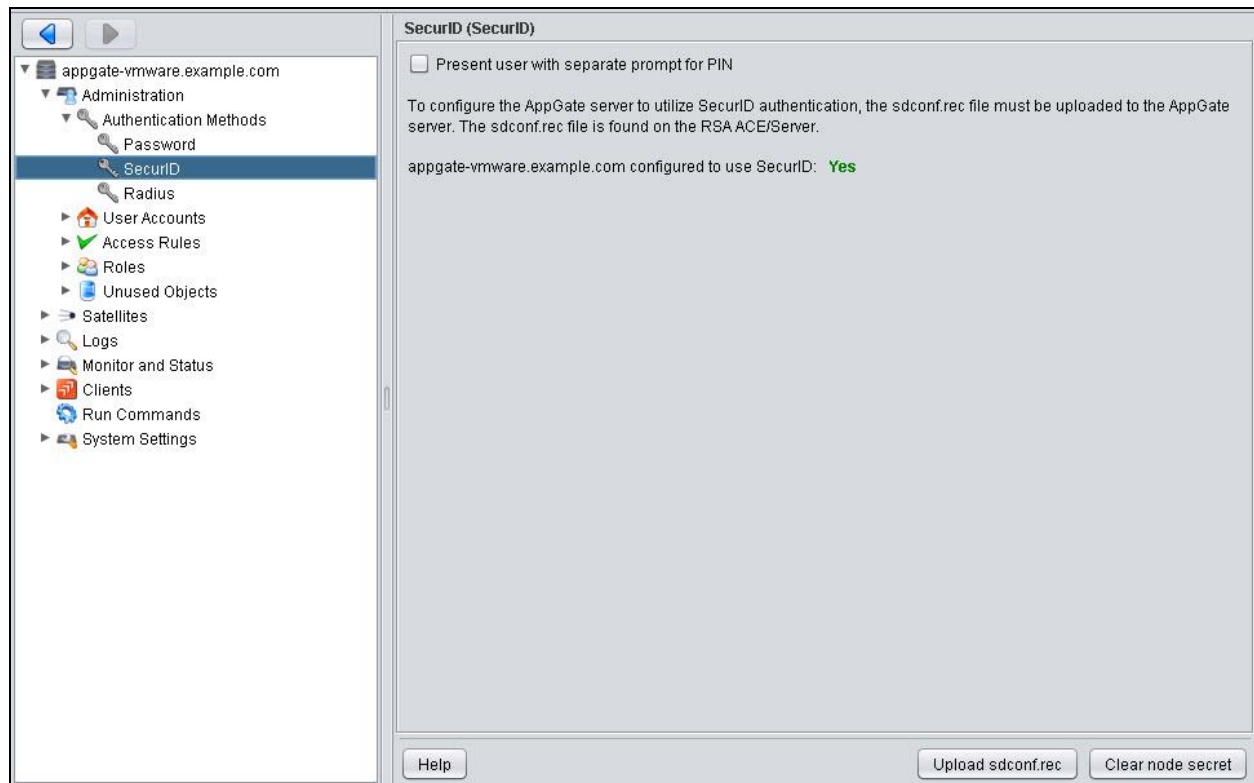 appgate-vmware.example.com
Administration
Authentication Methods
Password
SecurID
Radius
User Accounts
Access Rules
Roles
Unused Objects
Satellites
Logs
Monitor and Status
Clients
Run Commands
System Settings
SecurID (SecurID)
Present user with separate prompt for PIN
To configure the AppGate server to utilize SecurID authentication, the sdconf.rec file must be uploaded to the AppGate
server. The sdconf.rec file is found on the RSA ACE/Server.
appgate-vmware.example.com configured to use SecurID: Yes
Help
Upload sdconf.rec
Clear node secret